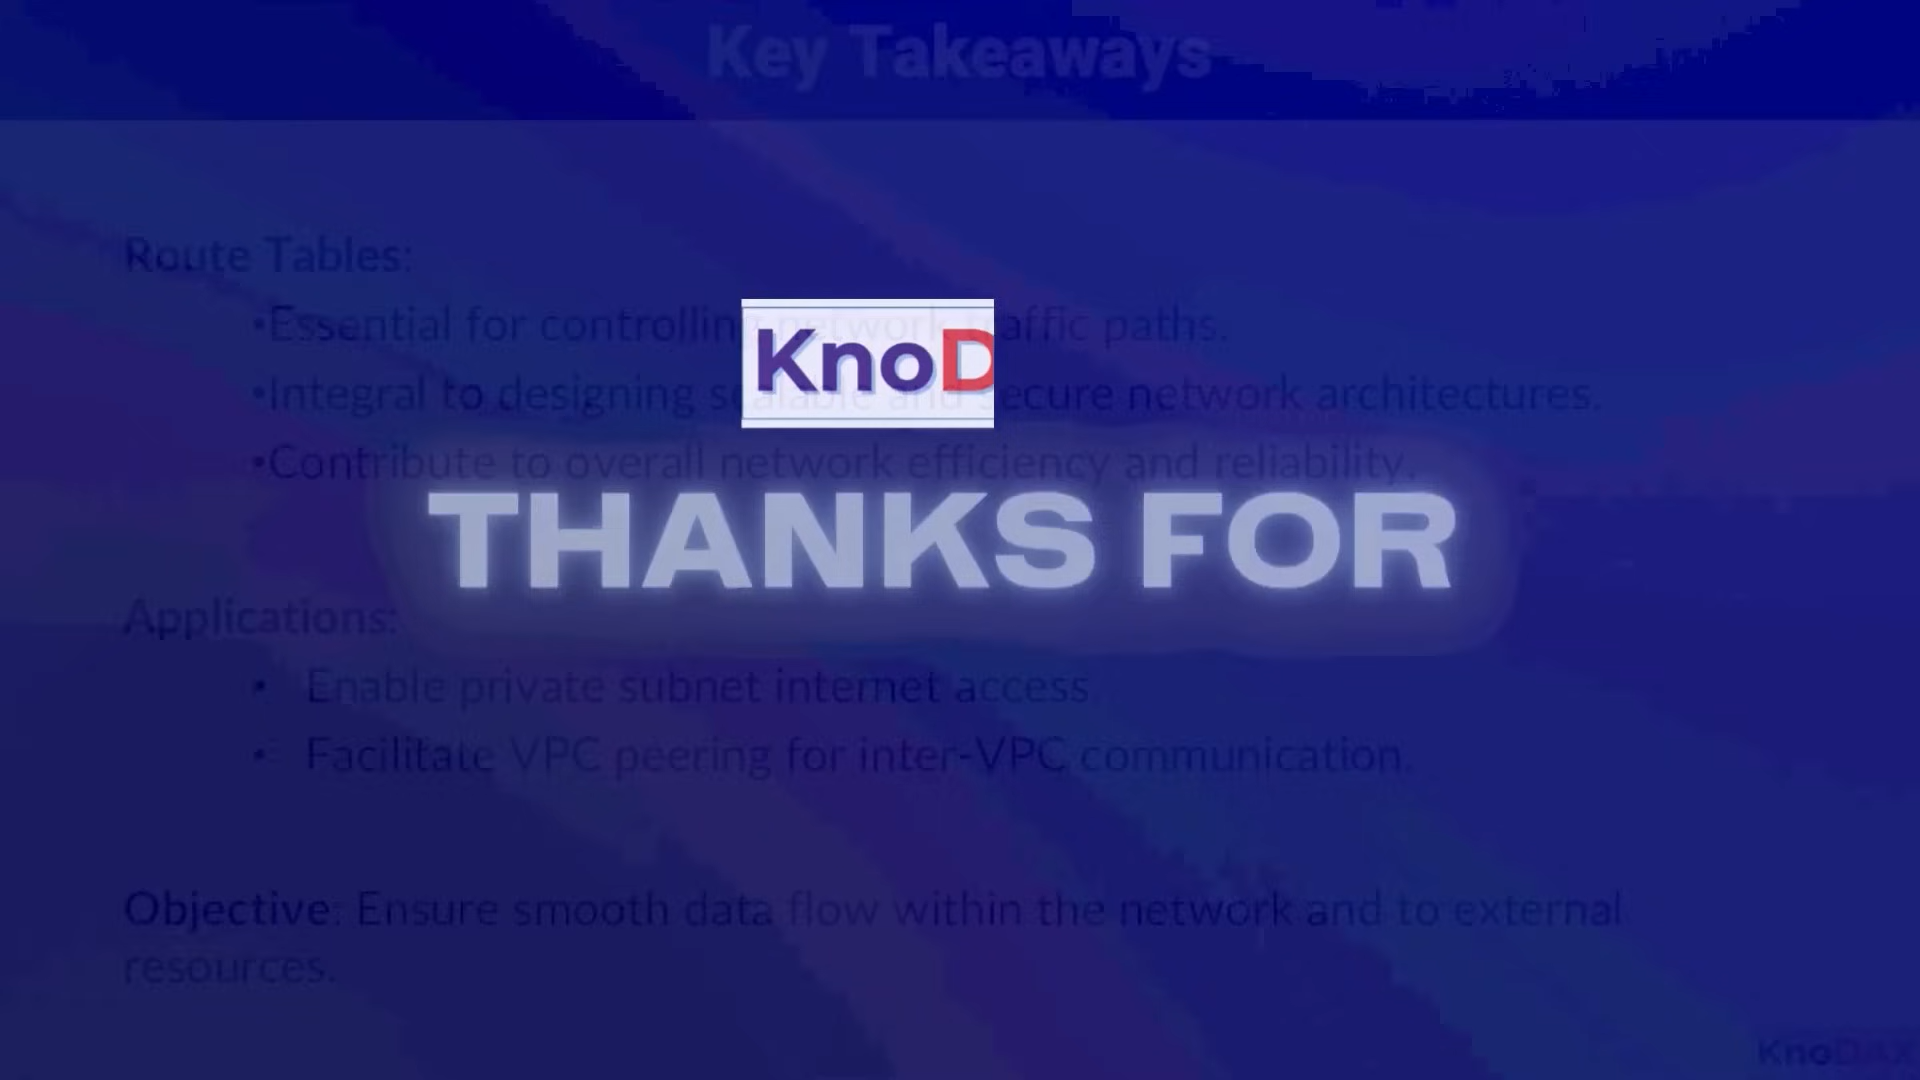 Key Takeaways
Route Tables:
•Essential for controlling network traffic paths.
KnoD
•Integral to designing scalable and secure network architectures.
•Contribute to overall network efficiency and reliability.
THANKS FOR
Applications:
• Enable private subnet internet access.
• Facilitate VPC peering for inter-VPC communication.
Objective: Ensure smooth data flow within the network and to external
resources.
KnoDAX